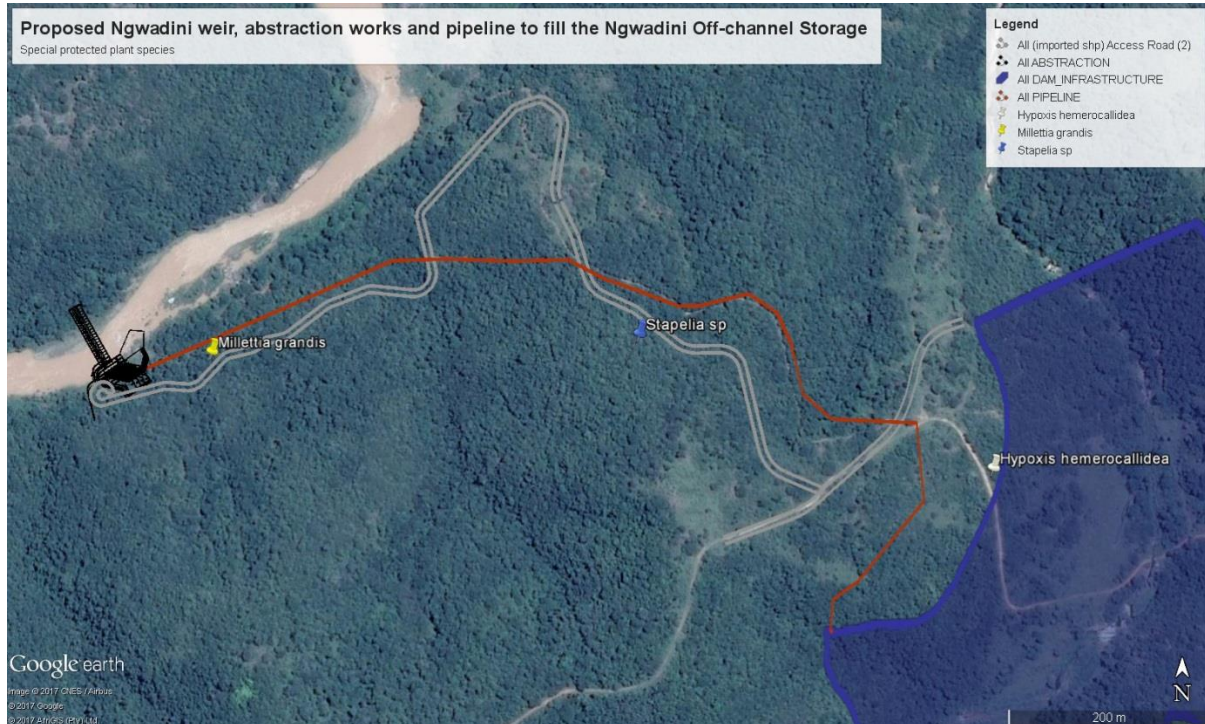 Proposed Ngwadini weir, abstraction works and pipeline to fill the Ngwadini Off-channel Storage
Special protected plant species
Legend
All (imported shp) Access Road (2)
All ABSTRACTION
All DAM_INFRASTRUCTURE
All PIPELINE
Hypoxis hemerocallidea
Millettia grandis
Stapelia sp
Stapelia sp
Millettia grandis
Hypoxis hemerocallidea
Google earth
Image © 2017 CNES / Airbus
© 2017 Google
© 2017 AfriGIS (Pty) Ltd.
N
200 m